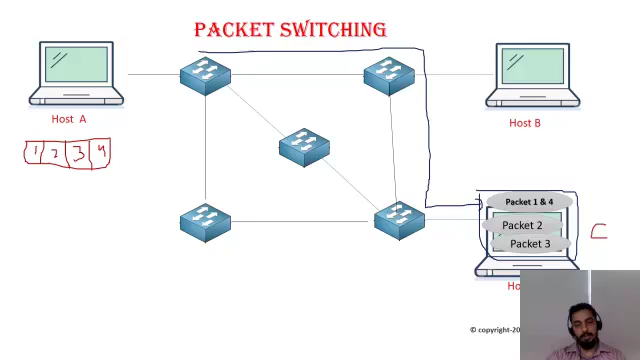 PACKET SWITCHING
Host A
1 2 3 4
Host B
Packet 1 & 4
Packet 2
Packet 3
© copyright-20